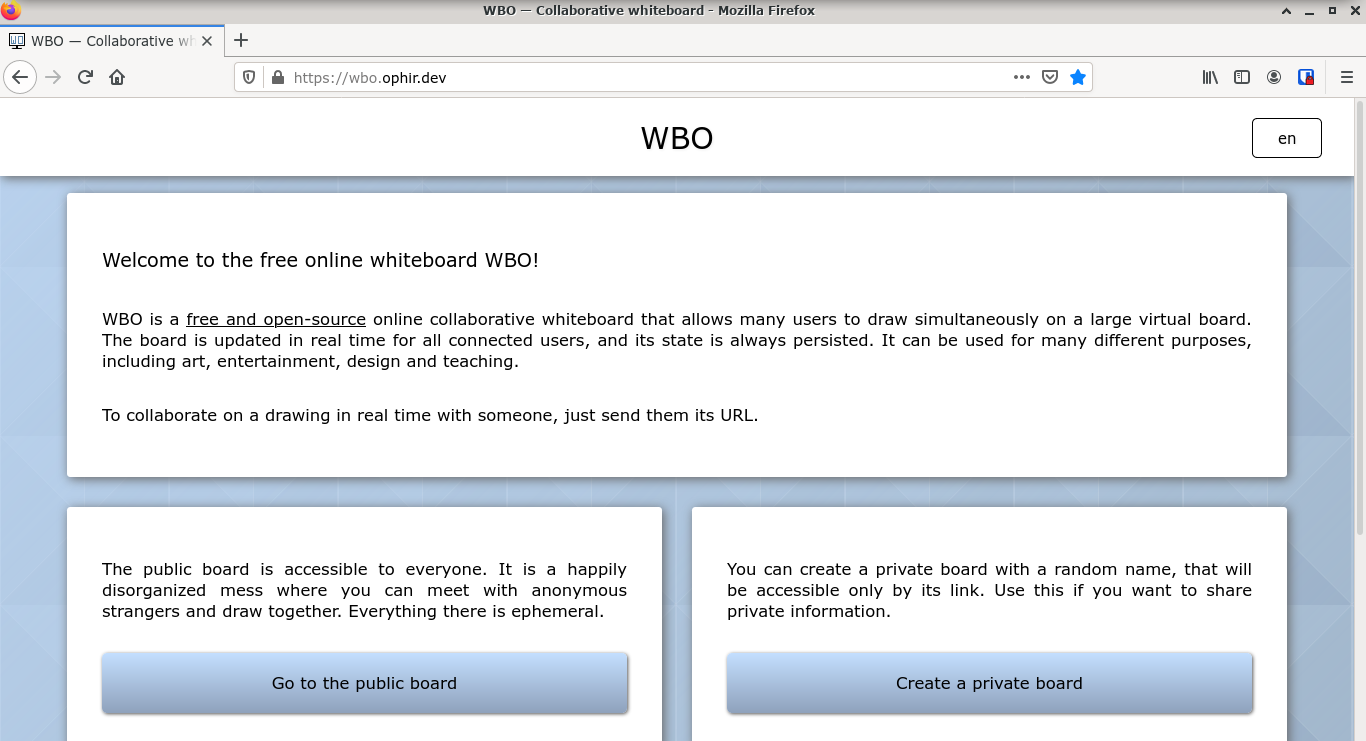 WBO — Collaborative whiteboard - Mozilla Firefox
WBO — Collaborative wh
https://wbo.ophir.dev
WBO
en
Welcome to the free online whiteboard WBO!
WBO is a free and open-source online collaborative whiteboard that allows many users to draw simultaneously on a large virtual board.
The board is updated in real time for all connected users, and its state is always persisted. It can be used for many different purposes,
including art, entertainment, design and teaching.
To collaborate on a drawing in real time with someone, just send them its URL.
The public board is accessible to everyone. It is a happily
disorganized mess where you can meet with anonymous
strangers and draw together. Everything there is ephemeral.
Go to the public board
You can create a private board with a random name, that will
be accessible only by its link. Use this if you want to share
private information.
Create a private board